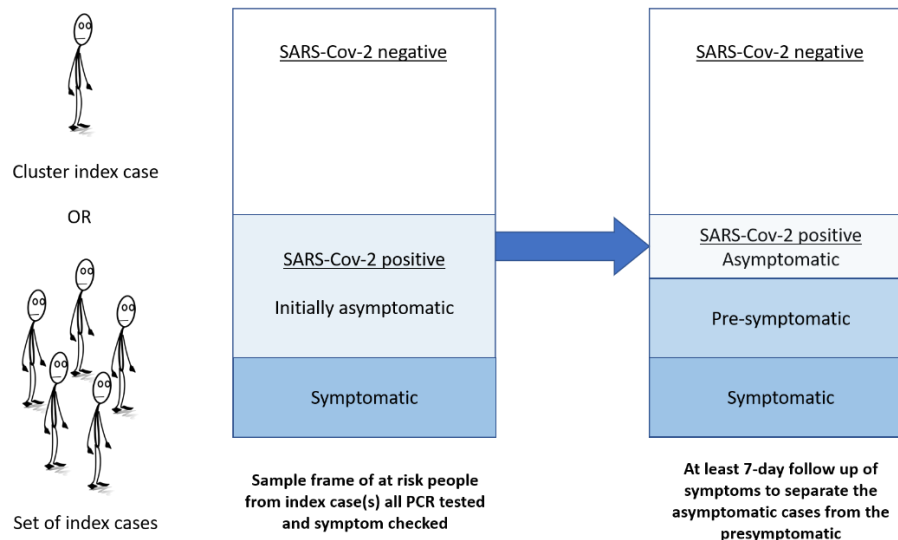 Cluster index case
OR
Set of index cases
SARS-Cov-2 negative
SARS-Cov-2 positive
Initially asymptomatic
Symptomatic
Sample frame of at risk people
from index case(s) all PCR tested
and symptom checked
SARS-Cov-2 negative
SARS-Cov-2 positive
Asymptomatic
Pre-symptomatic
Symptomatic
At least 7-day follow up of
symptoms to separate the
asymptomatic cases from the
presymptomatic